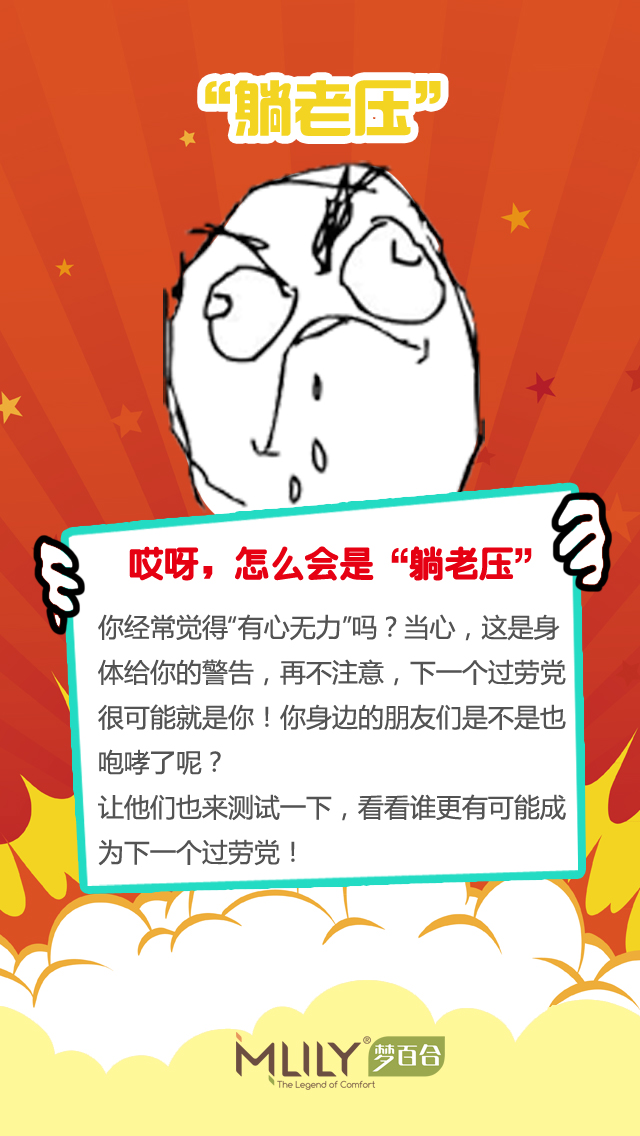 “躺老压”
哎呀，怎么会是“躺老压”
你经常觉得“有心无力”吗？当心，这是身
体给你的警告，再不注意，下一个过劳党
很可能就是你！你身边的朋友们是不是也
咆哮了呢？
让他们也来测试一下，看看谁更有可能成
为下一个过劳党！
MLILY® 梦百合
The Legend of Comfort